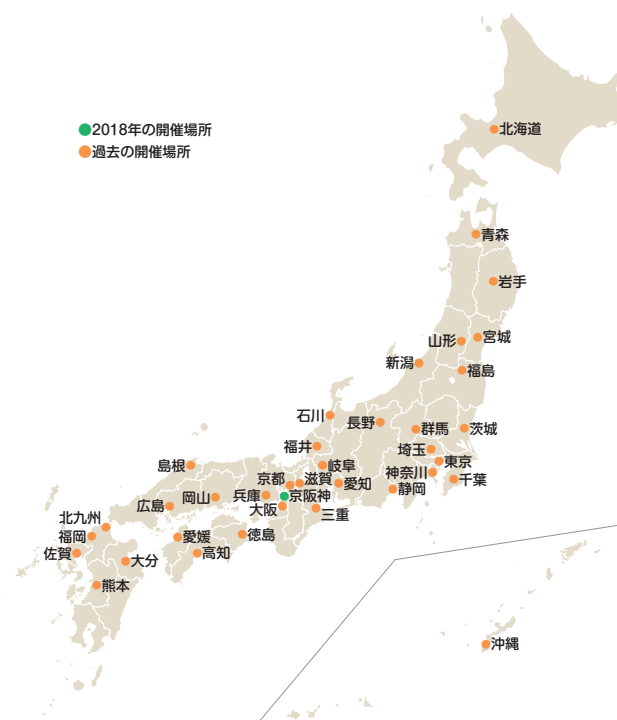 2018年の開催場所
過去の開催場所
北海道
青森
岩手
宮城
山形
新潟
福島
石川
長野
群馬
茨城
福井
埼玉
東京
島根
岐阜
神奈川
千葉
京都
滋賀
愛知
静岡
岡山
兵庫
京阪神
広島
大阪
三重
北九州
福岡
愛媛
徳島
佐賀
大分
高知
熊本
沖縄